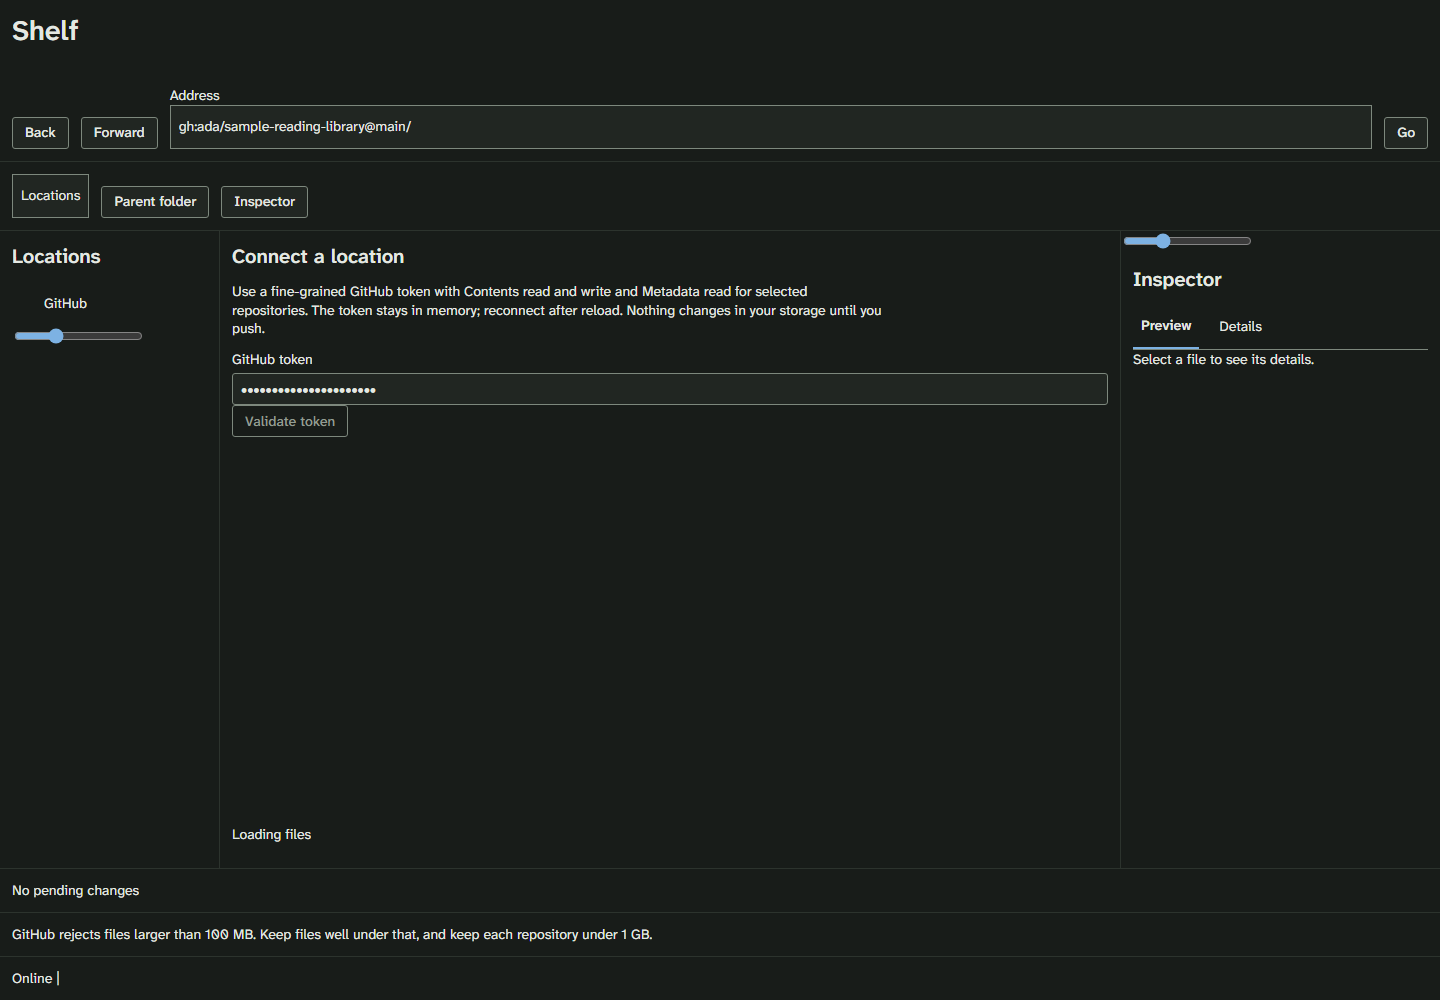 Shelf
Address
Back
Forward
gh:ada/sample-reading-library@main/
Go
Locations
Parent folder
Inspector
Locations
GitHub
Connect a location
Use a fine-grained GitHub token with Contents read and write and Metadata read for selected
repositories. The token stays in memory; reconnect after reload. Nothing changes in your storage until you
push.
GitHub token
••••••••••••••••••••••
Validate token
Loading files
Inspector
Preview
Details
Select a file to see its details.
No pending changes
GitHub rejects files larger than 100 MB. Keep files well under that, and keep each repository under 1 GB.
Online |